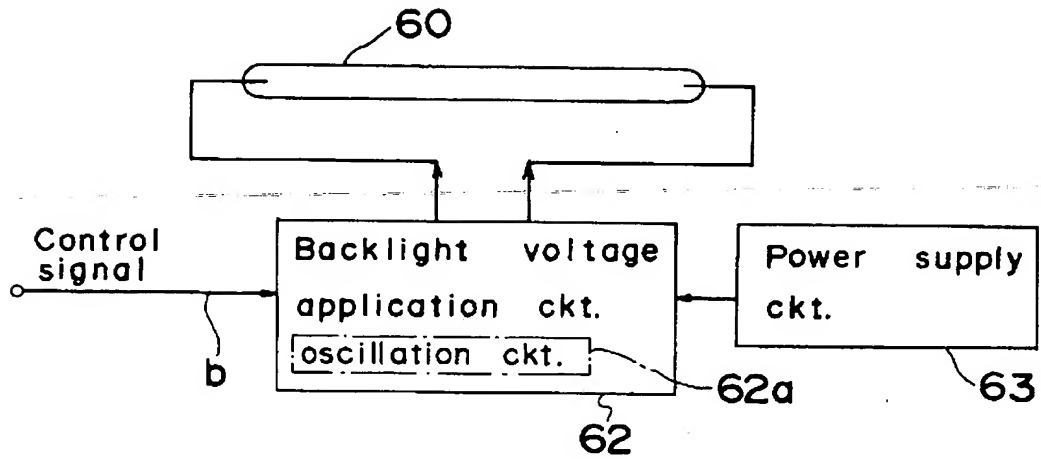 60
Control
signal
b
Backlight voltage
application ckt.
oscillation ckt.
62a
62
Power supply
ckt.
63